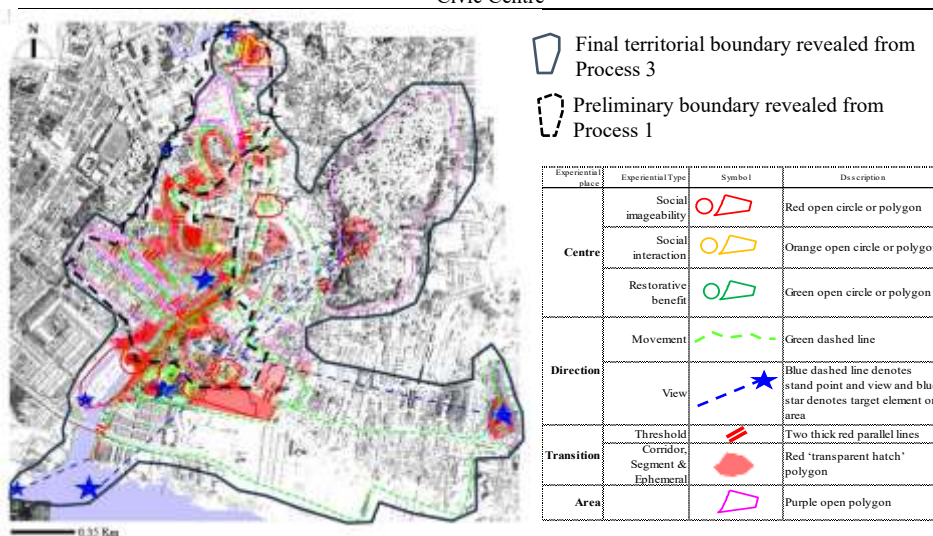 Civic Centre
N
Final territorial boundary revealed from
Process 3
Preliminary boundary revealed from
Process 1
Experiential
place
Experiential Type
Symbol
Dsscription
Centre
Social
imageability
Red open circle or polygon
Social
interaction
Orange open circle or polygon
Restorative
benefit
Green open circle or polygon
Direction
Movement
Green dashed line
View
Blue dashed line denotes
stand point and view and blue
star denotes target element or
area
Transition
Threshold
Two thick red parallel lines
Corridor,
Segment &
Ephemeral
Red ‘transparent hatch’
polygon
Area
Purple open polygon
0.35 Km